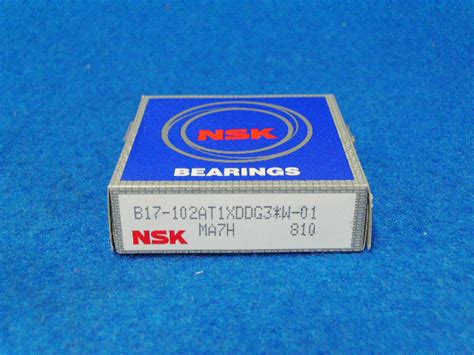 NSK
BEARINGS
B17-102AT1XDDG3*W-01
NSK MA7H 810